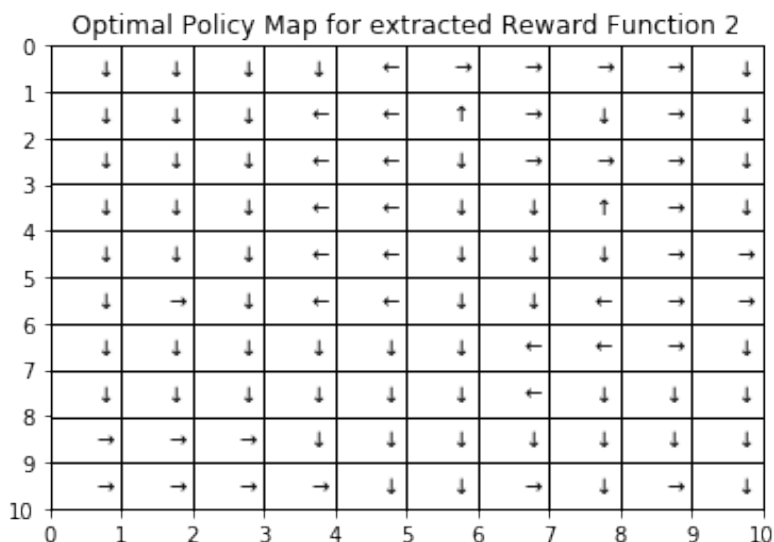 Optimal Policy Map for extracted Reward Function 2
0
↓ ↓ ↓ ↓ ← → → → → ↓
1
↓ ↓ ↓ ← ← ↑ → ↓ → ↓
2
↓ ↓ ↓ ← ← ↓ → → → ↓
3
↓ ↓ ↓ ← ← ↓ ↓ ↑ → ↓
4
↓ ↓ ↓ ← ← ↓ ↓ ↓ → →
5
↓ → ↓ ← ← ↓ ↓ ← → →
6
↓ ↓ ↓ ↓ ↓ ↓ ← ← → ↓
7
↓ ↓ ↓ ↓ ↓ ↓ ← ↓ ↓ ↓
8
→ → → ↓ ↓ ↓ ↓ ↓ ↓ ↓
9
→ → → → ↓ ↓ → ↓ → ↓
10
0 1 2 3 4 5 6 7 8 9 10